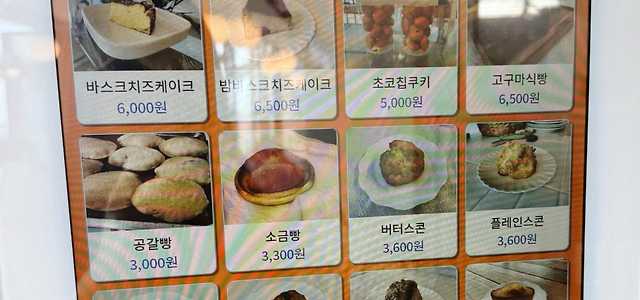 바스크치즈케이크
6,000원
밤바스크치즈케이크
6,500원
초코칩쿠키
5,000원
고구마식빵
6,500원
공갈빵
3,000원
소금빵
3,300원
버터스콘
3,600원
플레인스콘
3,600원